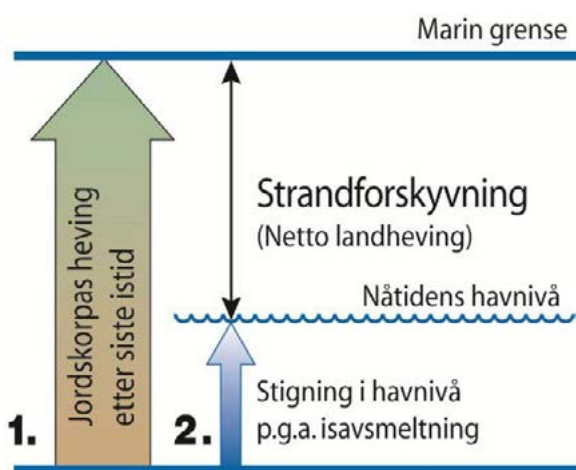 Marin grense
Jordskorpas heving
etter siste istid
Strandforskyvning
(Netto landheving)
Nåtidens havnivå
Stigning i havnivå
p.g.a. isavsmeltning
1.
2.